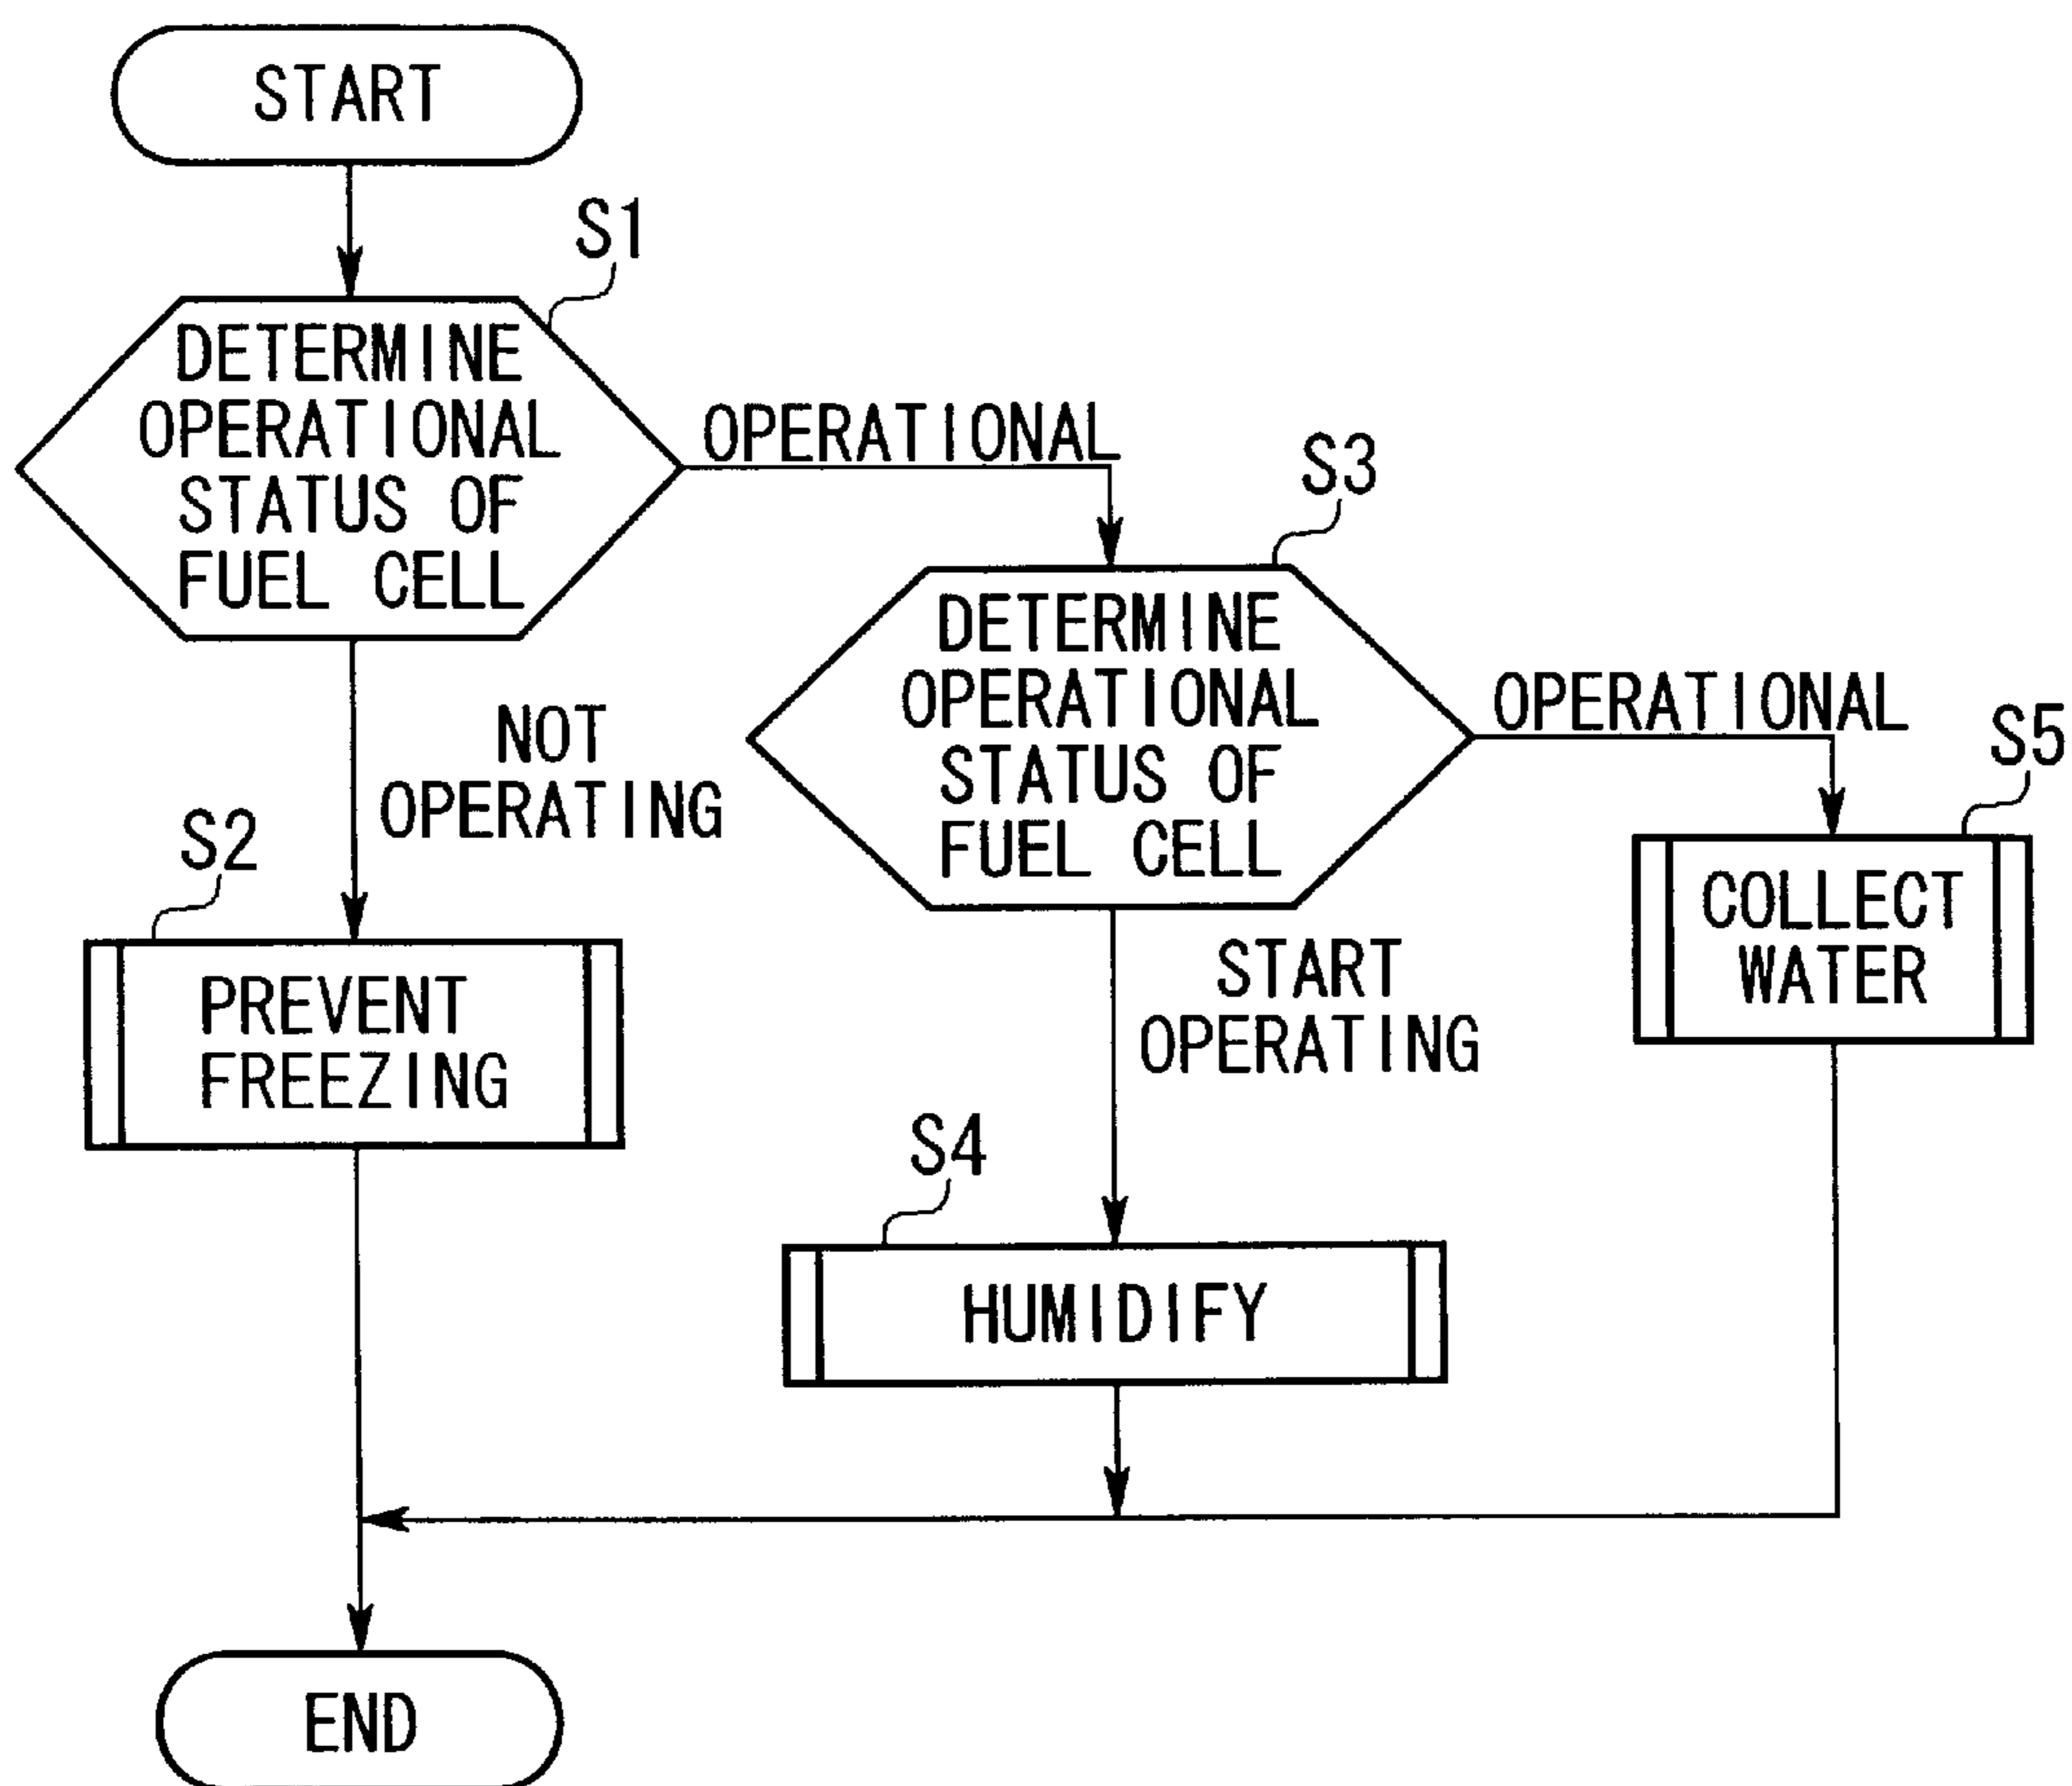 START
S1
DETERMINE
OPERATIONAL
STATUS OF
FUEL CELL
OPERATIONAL
NOT
OPERATING
S2
PREVENT
FREEZING
S3
DETERMINE
OPERATIONAL
STATUS OF
FUEL CELL
OPERATIONAL
START
OPERATING
S4
HUMIDIFY
S5
COLLECT
WATER
END